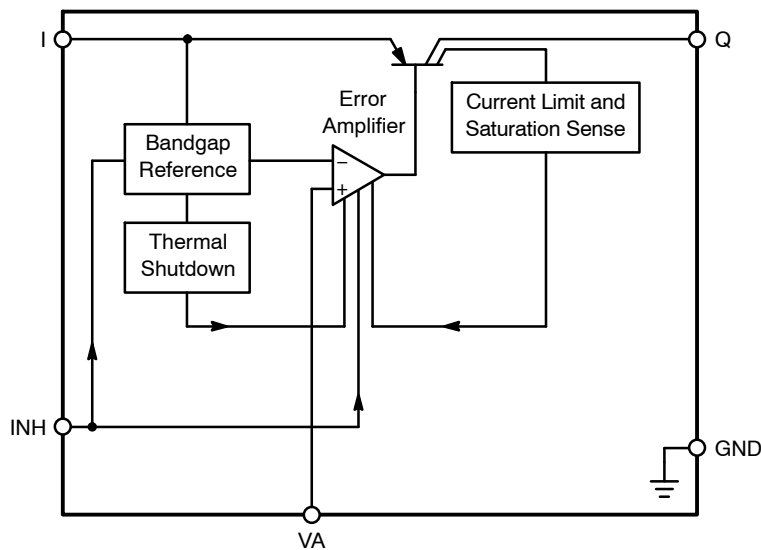 I
Q
Error
Amplifier
Current Limit and
Saturation Sense
Bandgap
Reference
−
+
Thermal
Shutdown
INH
GND
VA